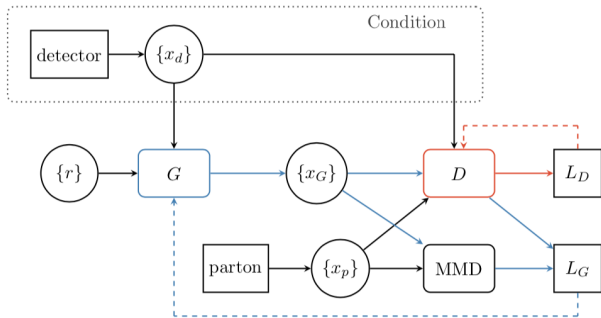 Condition
detector
{x_d}
{r}
G
{x_G}
D
L_D
parton
{x_p}
MMD
L_G